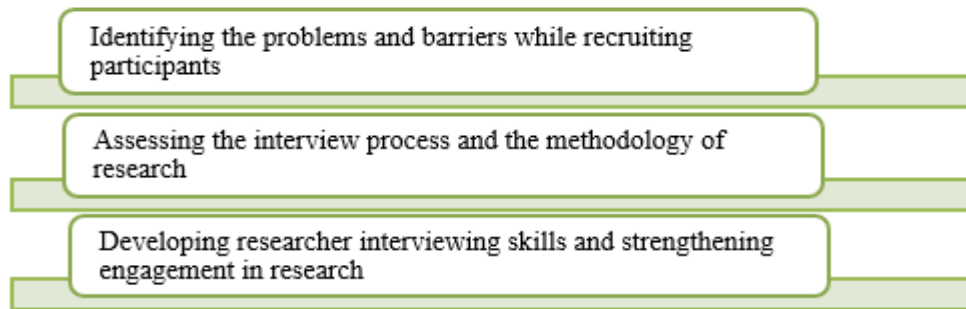 Identifying the problems and barriers while recruiting
participants
Assessing the interview process and the methodology of
research
Developing researcher interviewing skills and strengthening
engagement in research